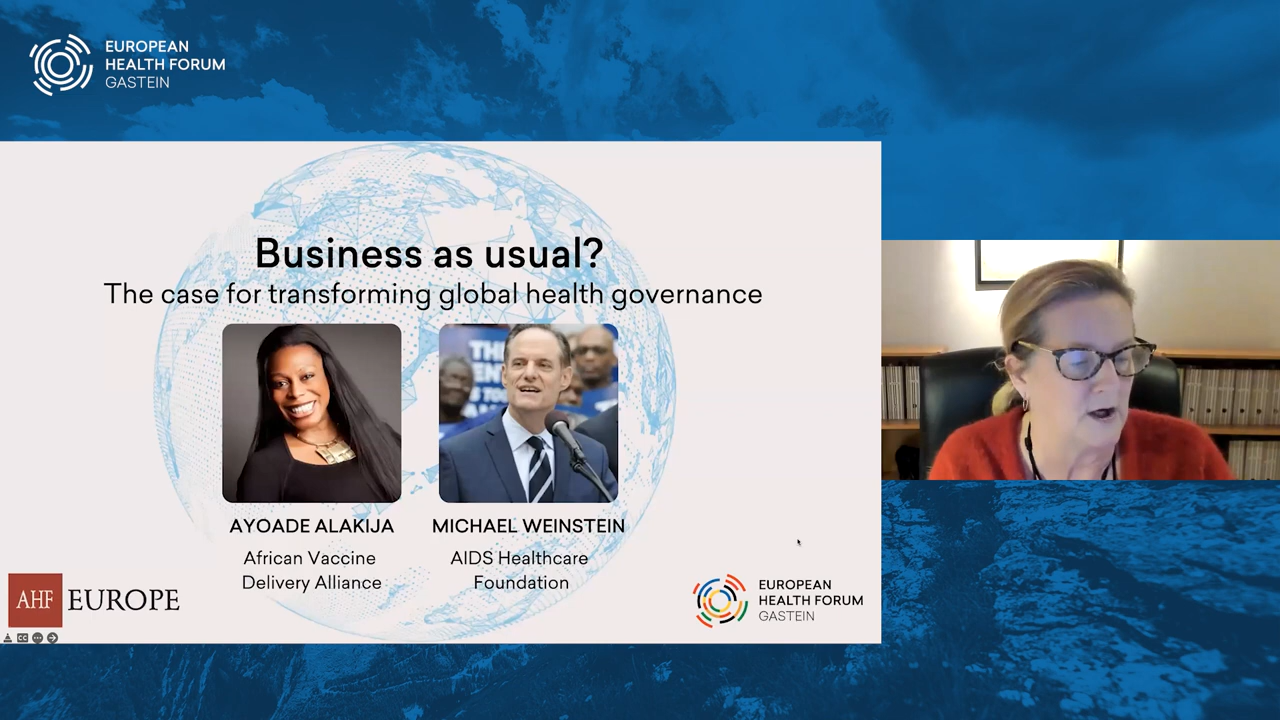 EUROPEAN
HEALTH FORUM
GASTEIN
Business as usual?
The case for transforming global health governance
AYOADE ALAKIJA
African Vaccine
Delivery Alliance
MICHAEL WEINSTEIN
AIDS Healthcare
Foundation
AHF EUROPE
EUROPEAN
HEALTH FORUM
GASTEIN